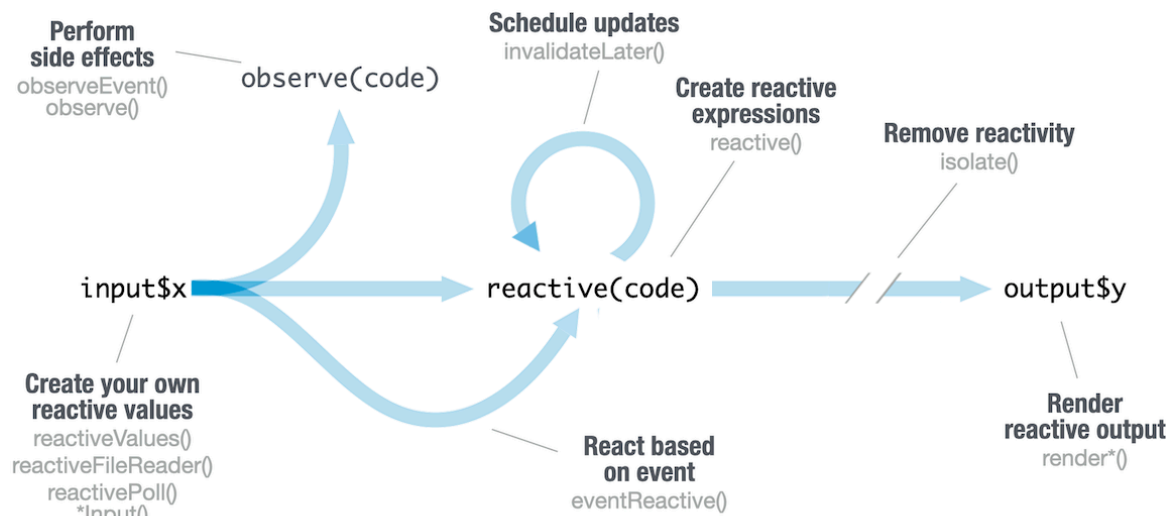 Perform
side effects
observeEvent()
observe()
observe(code)
Schedule updates
invalidateLater()
Create reactive
expressions
reactive()
Remove reactivity
isolate()
input$x
reactive(code)
output$y
Create your own
reactive values
reactiveValues()
reactiveFileReader()
reactivePoll()
*Input()
React based
on event
eventReactive()
Render
reactive output
render*()